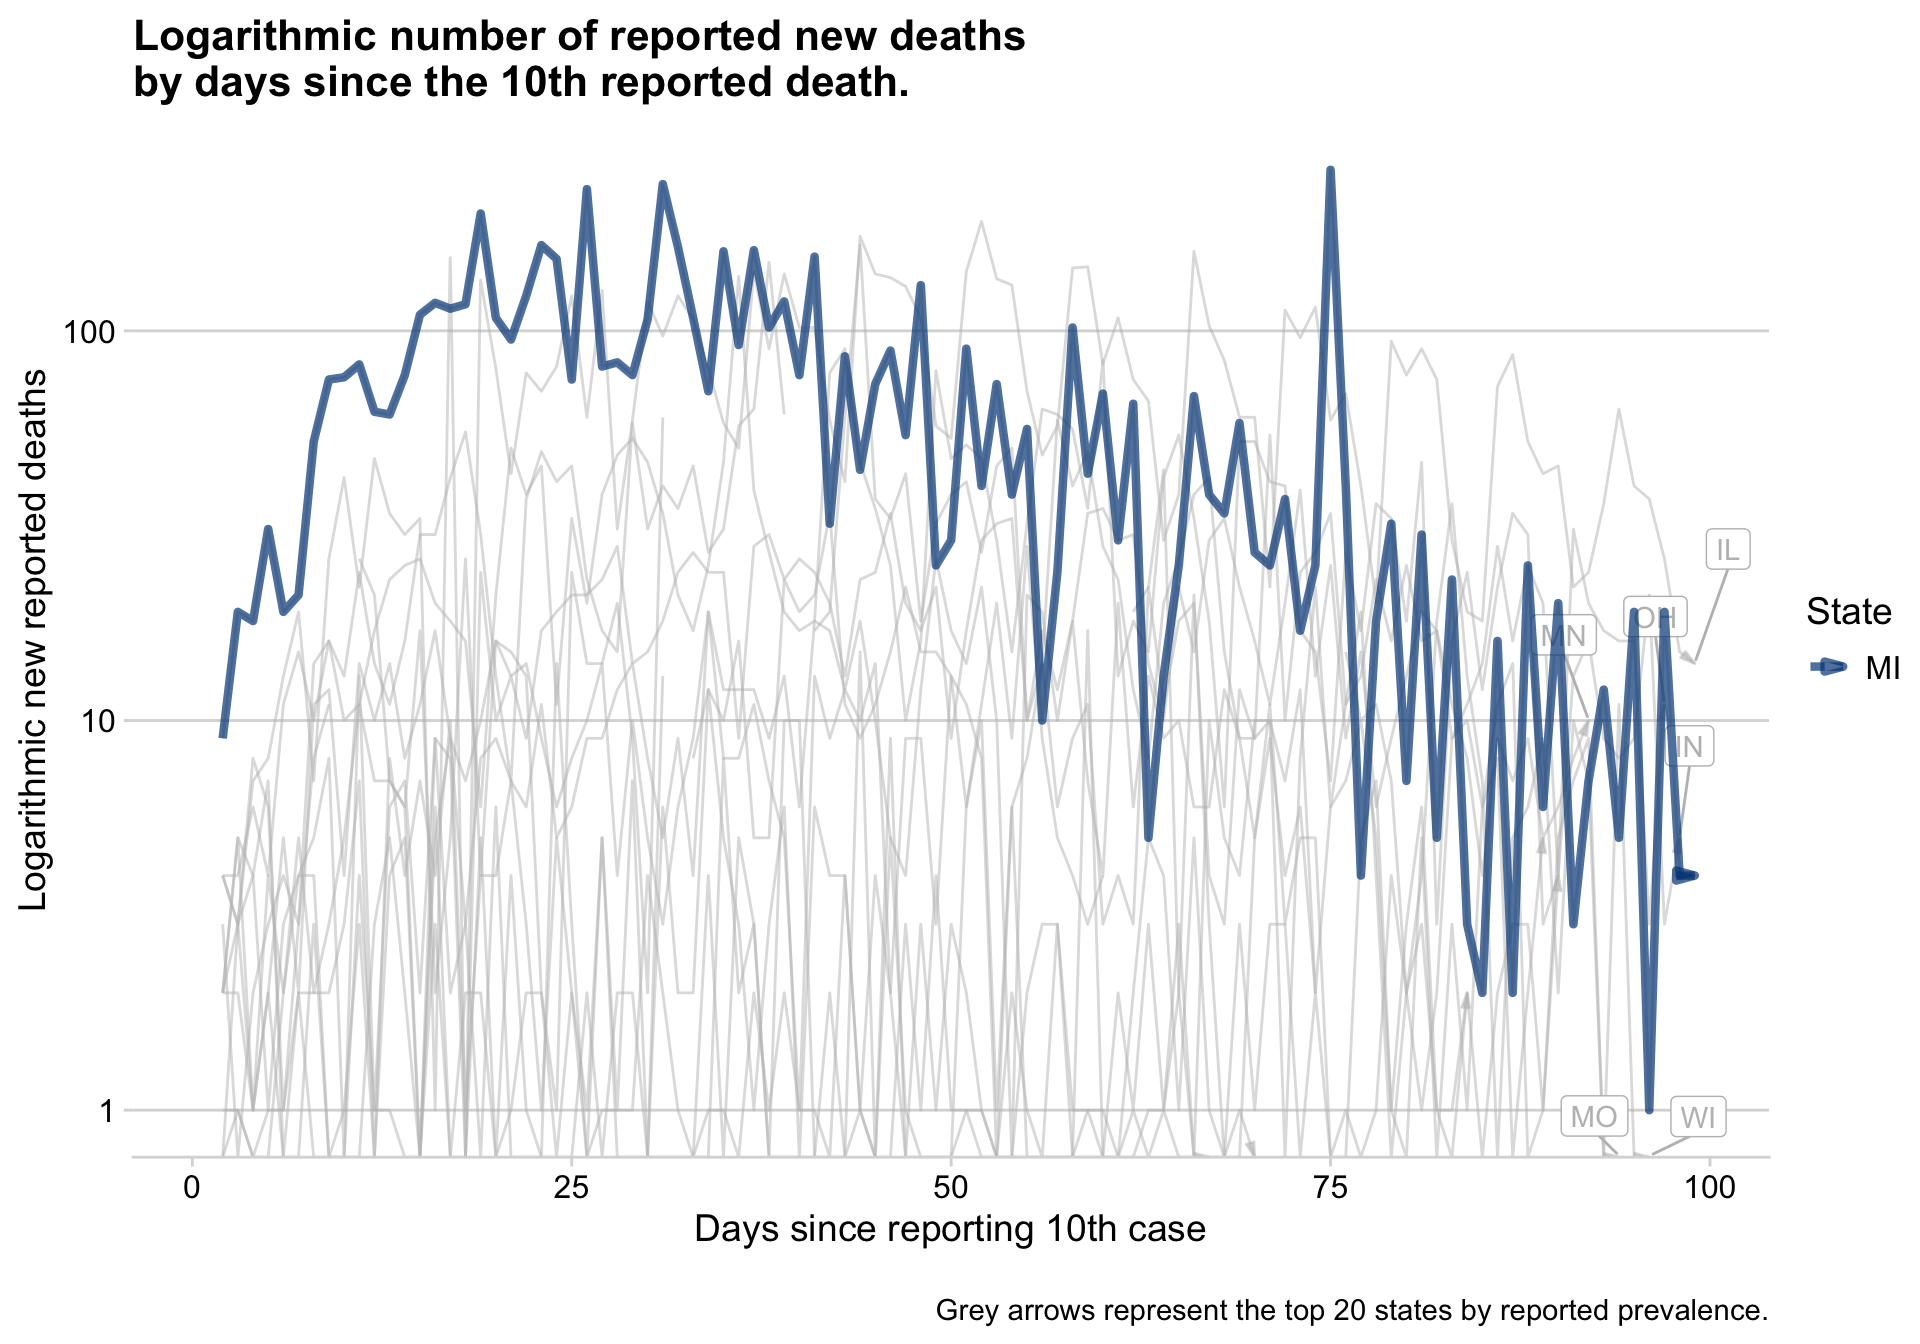 Logarithmic number of reported new deaths
by days since the 10th reported death.
Logarithmic new reported deaths
100
10
1
IL
OH
MN
IN
MO
WI
State
MI
0
25
50
75
100
Days since reporting 10th case
Grey arrows represent the top 20 states by reported prevalence.